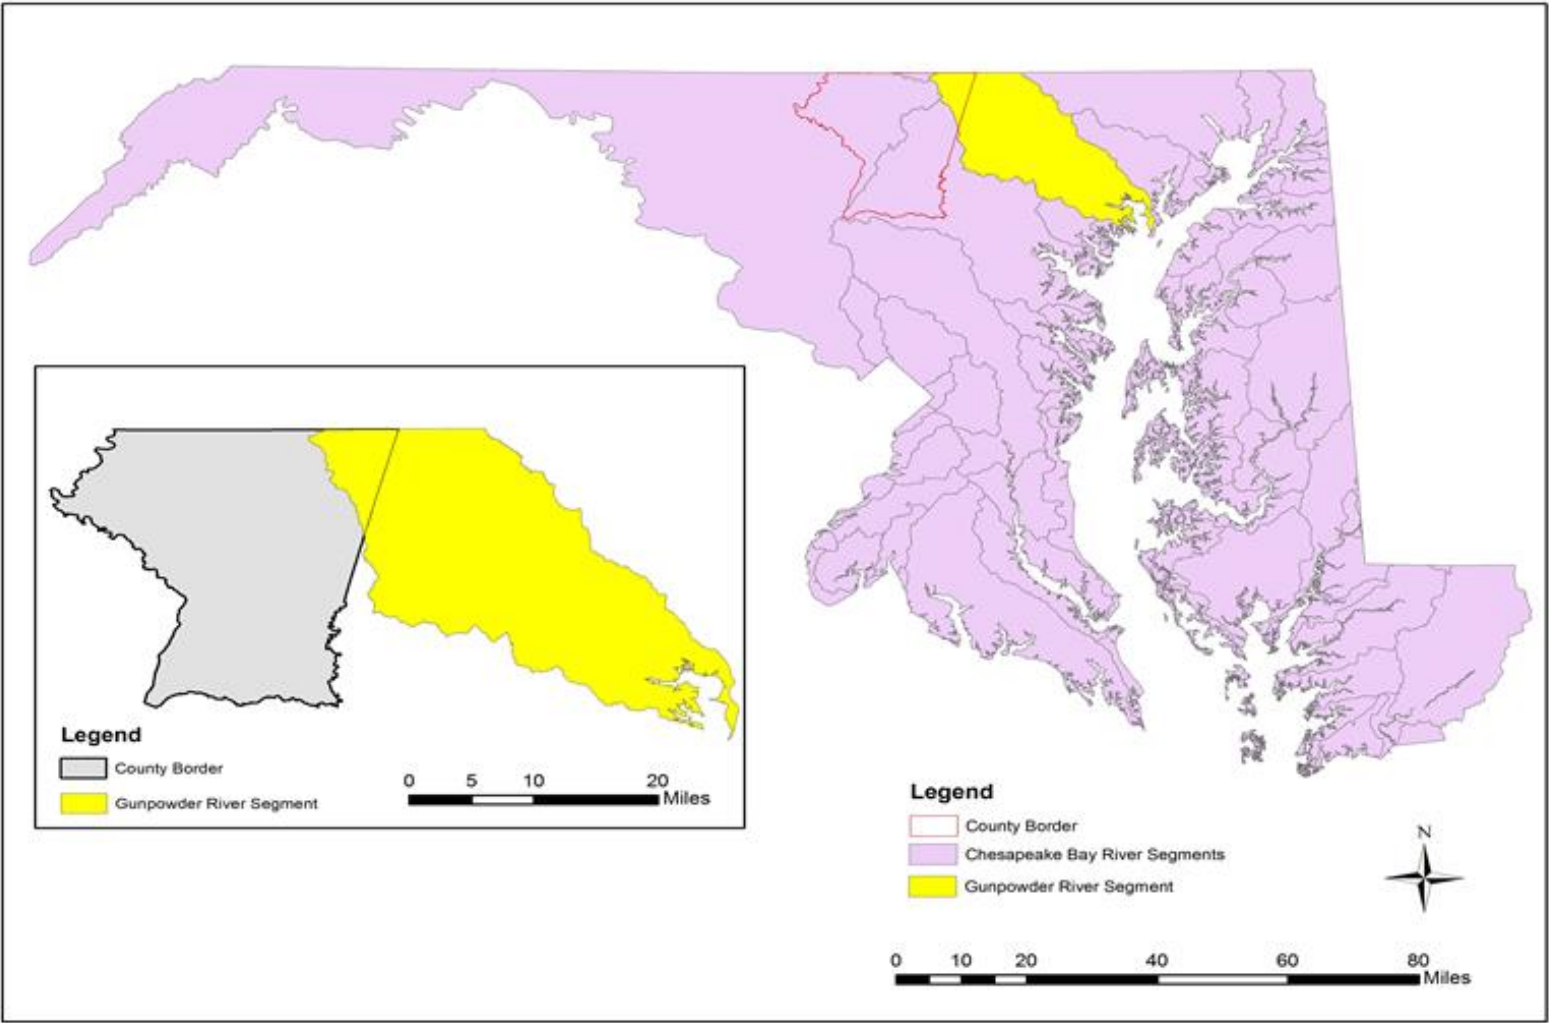 Legend
County Border
Gunpowder River Segment
0 5 10 20
Miles
Legend
County Border
Chesapeake Bay River Segments
Gunpowder River Segment
N
0 10 20 40 60 80
Miles